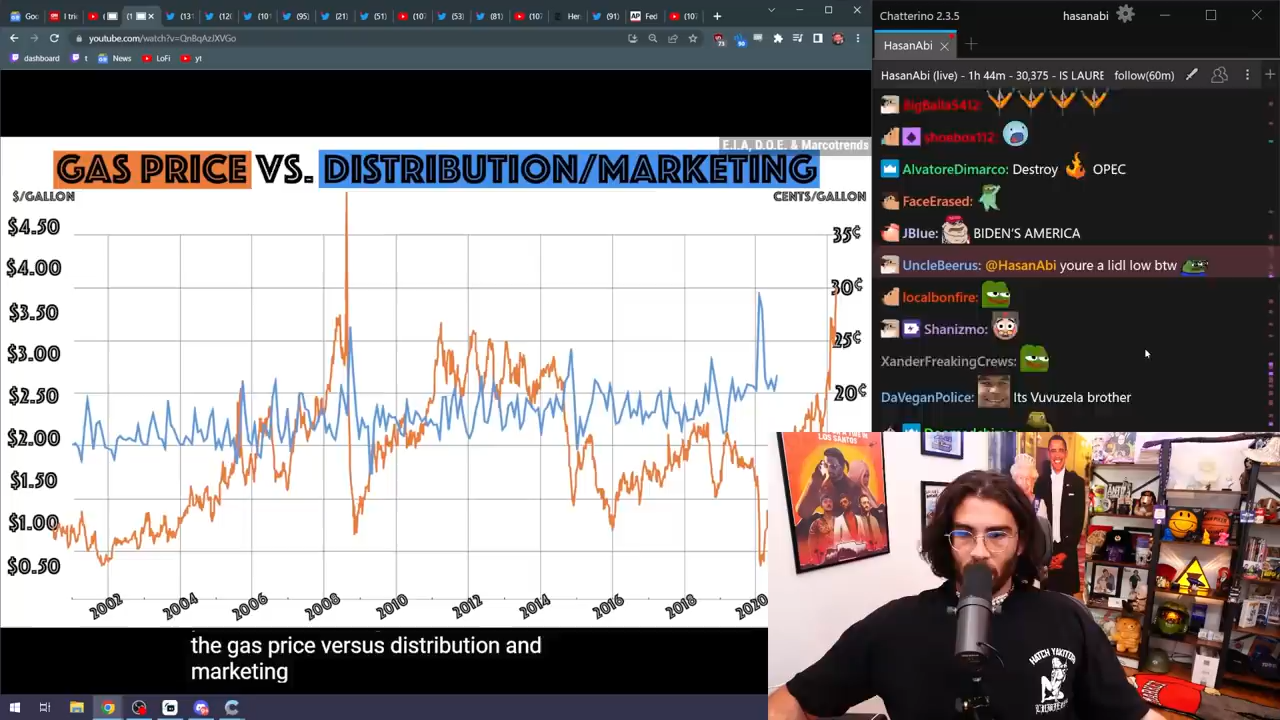 youtube.com/watch?v=QnBqAzJXVGo
dashboard
News
LoFi
yt
Chatterino 2.3.5
hasanabi
HasanAbi
HasanAbi (live) - 1h 44m - 30,375 - IS LAURE
follow(60m)
E.I.A, D.O.E. & Marcotrends
GAS PRICE VS. DISTRIBUTION/MARKETING
$/GALLON
CENTS/GALLON
$4.50
$4.00
$3.50
$3.00
$2.50
$2.00
$1.50
$1.00
$0.50
35¢
30¢
25¢
20¢
2002
2004
2006
2008
2010
2012
2014
2016
2018
2020
the gas price versus distribution and
marketing
BigBalla5412:
shoebox112:
AlvatoreDimarco: Destroy OPEC
FaceErased:
JBlue: BIDEN'S AMERICA
UncleBeerus: @HasanAbi youre a lidl low btw
localbonfire:
Shanizmo:
XanderFreakingCrews:
DaVeganPolice: Its Vuvuzela brother
LOS SANTOS